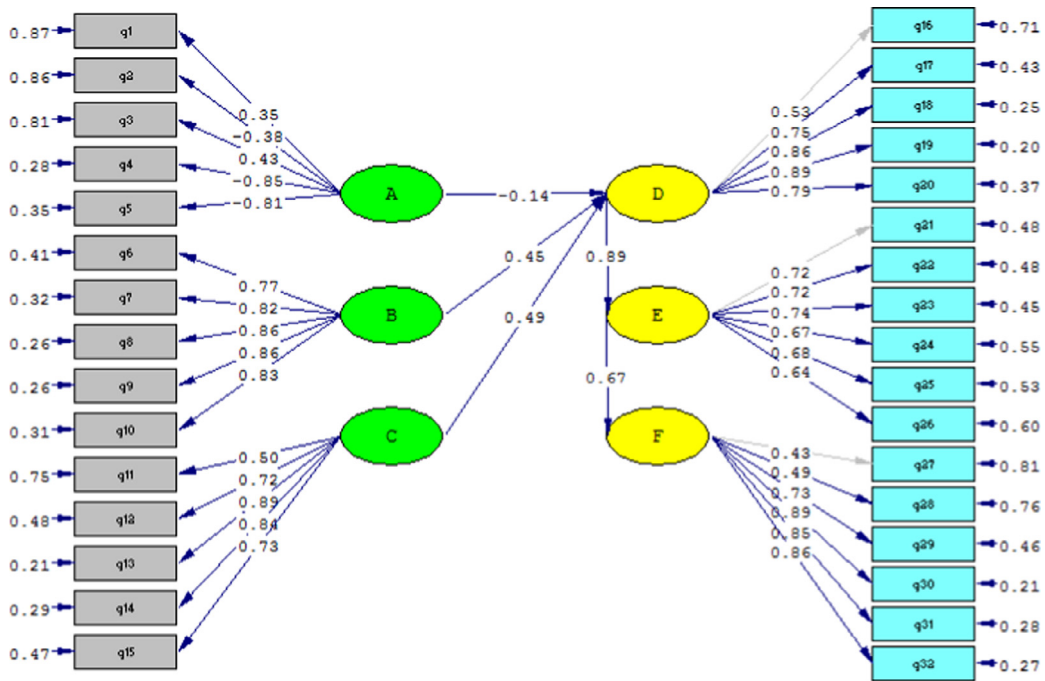 0.87 q1
0.86 q2
0.81 q3
0.28 q4
0.35 q5
0.41 q6
0.32 q7
0.26 q8
0.26 q9
0.31 q10
0.75 q11
0.48 q12
0.21 q13
0.29 q14
0.47 q15
0.35
-0.38
0.43
-0.85
-0.81
0.77
0.82
0.86
0.86
0.83
0.50
0.72
0.89
0.84
0.73
A
B
C
-0.14
0.45
0.49
D
0.89
E
0.67
F
0.53
0.75
0.86
0.89
0.79
0.72
0.72
0.74
0.67
0.68
0.64
0.43
0.49
0.73
0.89
0.85
0.86
q16 0.71
q17 0.43
q18 0.25
q19 0.20
q20 0.37
q21 0.48
q22 0.48
q23 0.45
q24 0.55
q25 0.53
q26 0.60
q27 0.81
q28 0.76
q29 0.46
q30 0.21
q31 0.28
q32 0.27